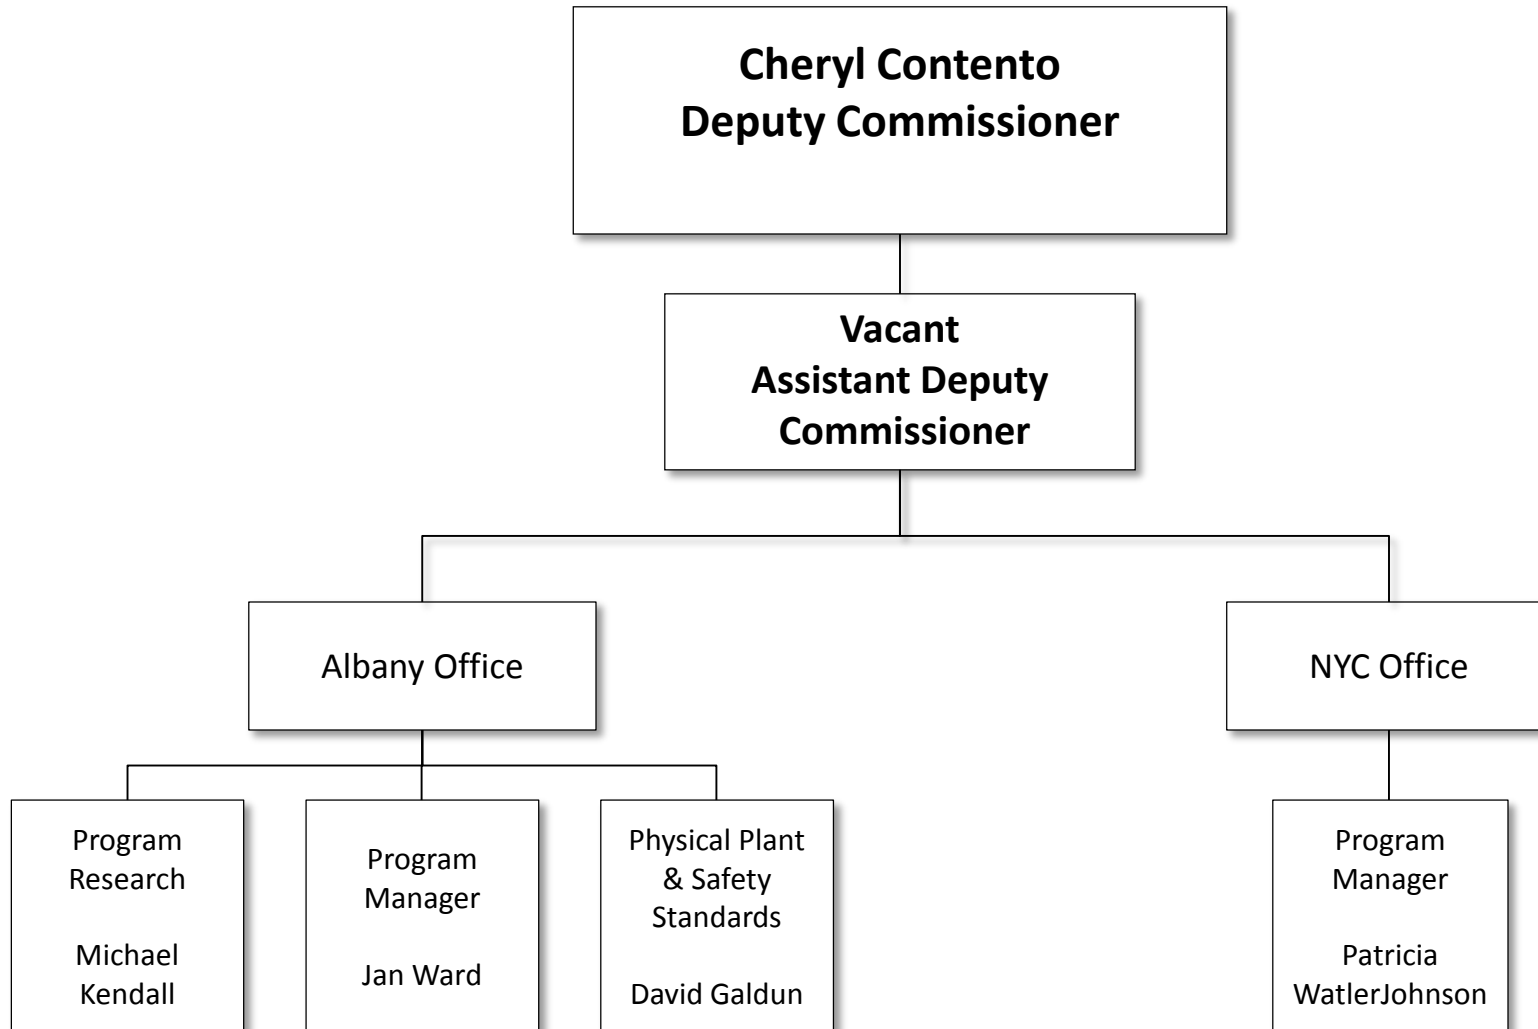 Cheryl Contento
Deputy Commissioner
Vacant
Assistant Deputy
Commissioner
Albany Office
NYC Office
Program
Research
Michael
Kendall
Program
Manager
Jan Ward
Physical Plant
& Safety
Standards
David Galdun
Program
Manager
Patricia
WatlerJohnson